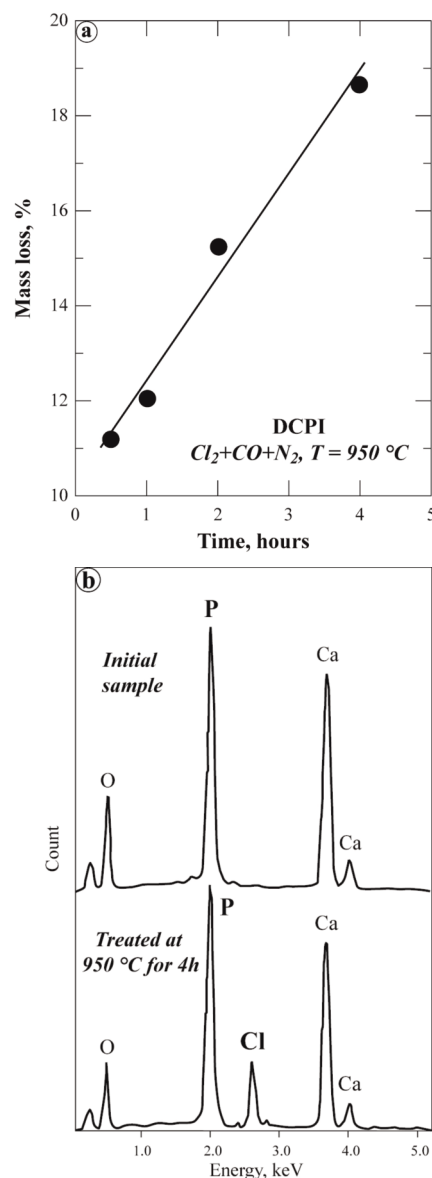 a
20
18
16
14
12
10
Mass loss, %
DCPI
Cl₂+CO+N₂, T = 950 °C
0 1 2 3 4 5
Time, hours
b
P
Initial
sample
Ca
O
Ca
Count
P
Treated at
950 °C for 4h
Ca
Cl
O
Ca
1.0 2.0 3.0 4.0 5.0
Energy, keV